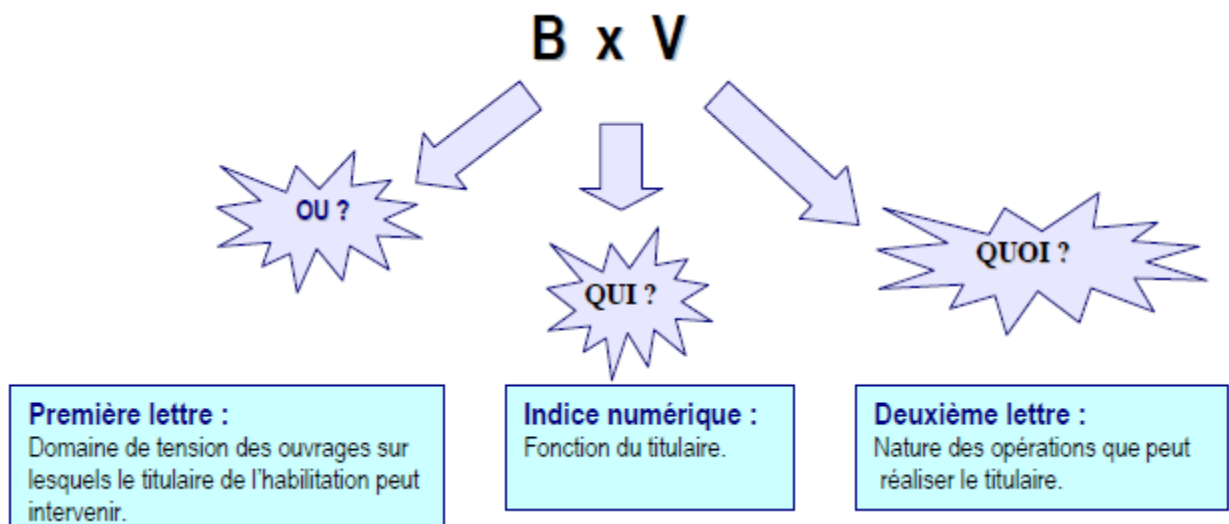 B x V
OU ?
QUI ?
QUOI ?
Première lettre :
Domaine de tension des ouvrages sur
lesquels le titulaire de l'habilitation peut
intervenir.
Indice numérique :
Fonction du titulaire.
Deuxième lettre :
Nature des opérations que peut
réaliser le titulaire.